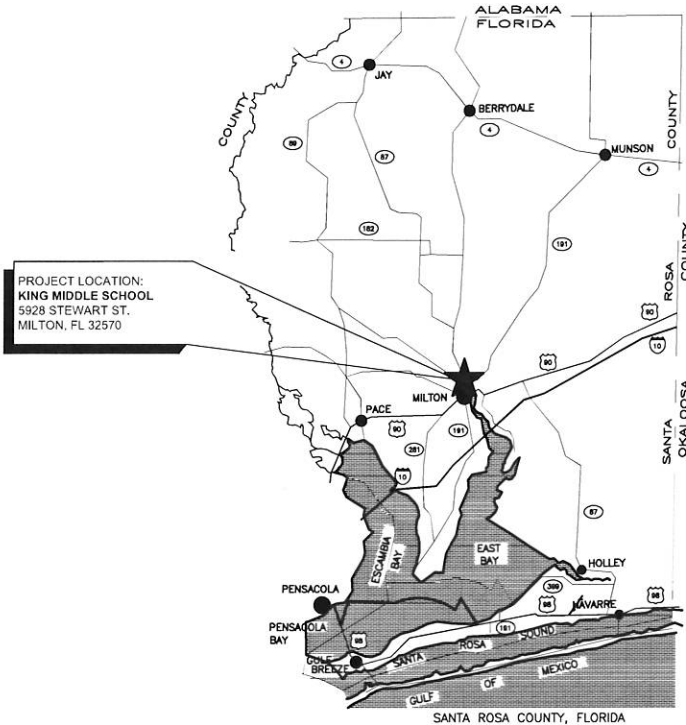 ALABAMA
FLORIDA
4
JAY
BERRYDALE
COUNTY
COUNTY
89
87
4
MUNSON
4
182
191
SANTA ROSA COUNTY
OKALOOSA COUNTY
PROJECT LOCATION:
KING MIDDLE SCHOOL
5928 STEWART ST.
MILTON, FL 32570
90
10
90
MILTON
PACE
90
191
281
10
87
ESCAMBIA
BAY
EAST
BAY
HOLLEY
PENSACOLA
399
98
98
NAVARRE
PENSACOLA
BAY
98
191
GULF
BREEZE
SANTA ROSA SOUND
GULF OF MEXICO
SANTA ROSA COUNTY, FLORIDA